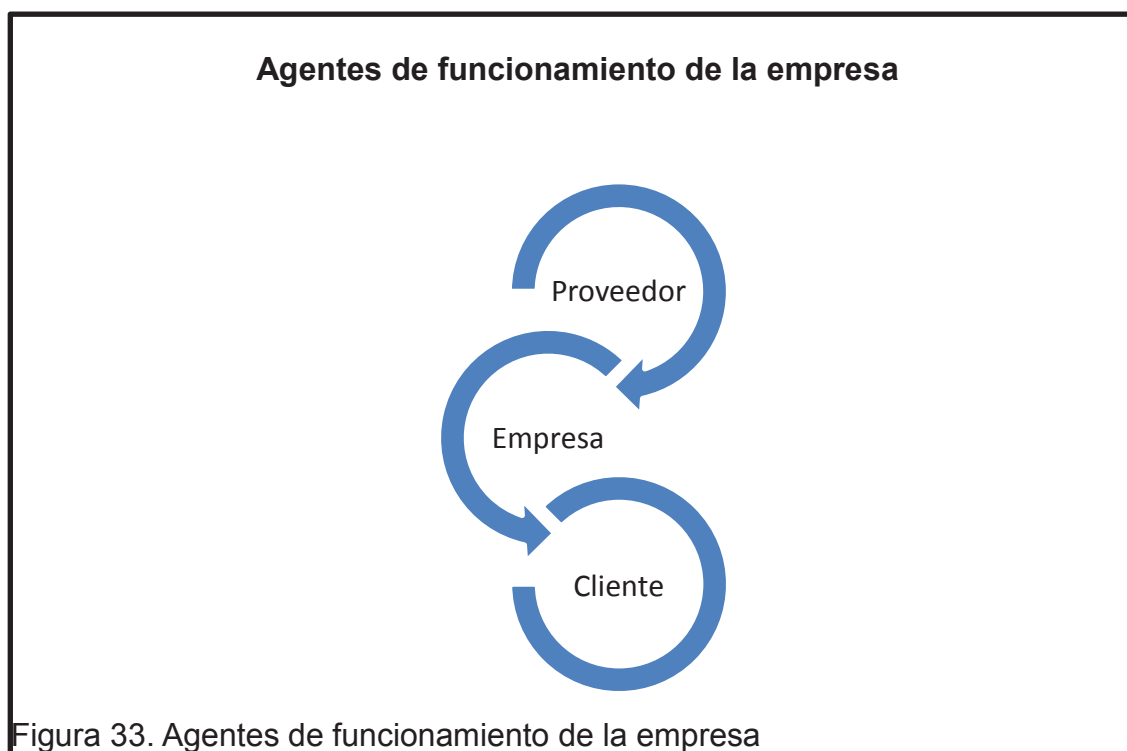 Agentes de funcionamiento de la empresa
Proveedor
Empresa
Cliente
Figura 33. Agentes de funcionamiento de la empresa